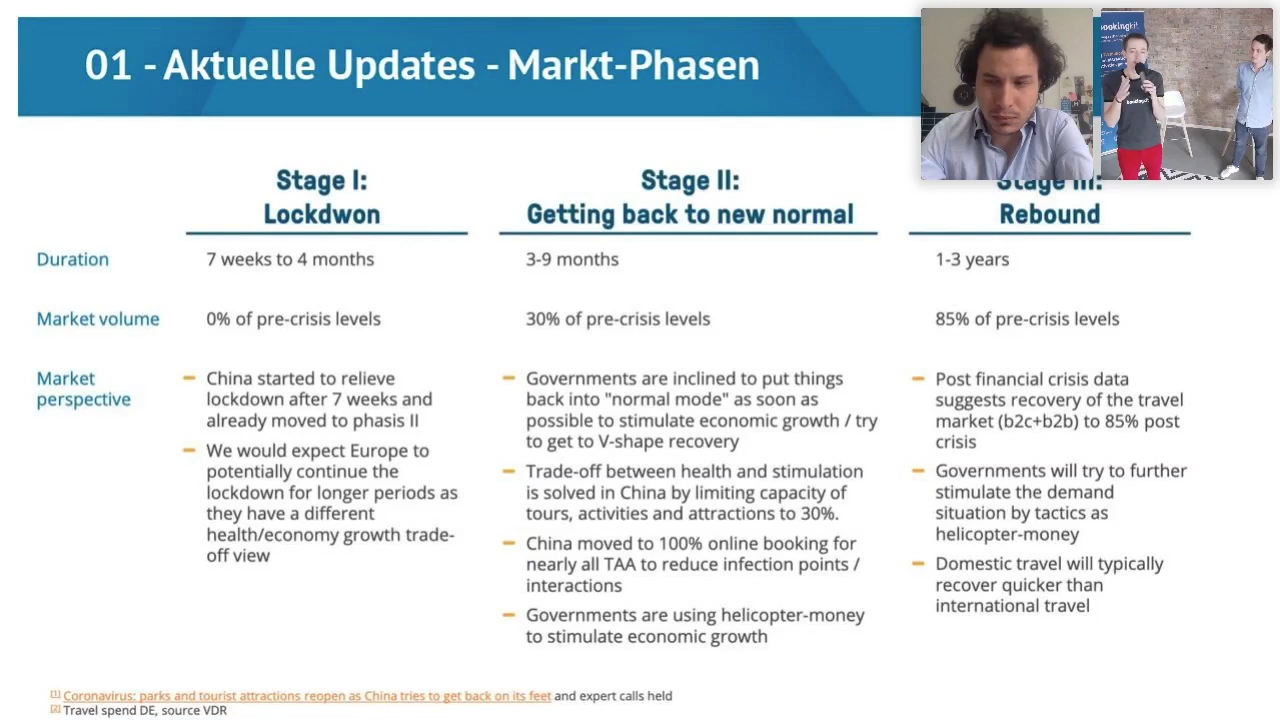 01 - Aktuelle Updates - Markt-Phasen
bookingkit
bookingkit
Stage I:
Lockdwon
Stage II:
Getting back to new normal
Stage III:
Rebound
Duration
7 weeks to 4 months
3-9 months
1-3 years
Market volume
0% of pre-crisis levels
30% of pre-crisis levels
85% of pre-crisis levels
Market
perspective
China started to relieve
lockdown after 7 weeks and
already moved to phasis II
We would expect Europe to
potentially continue the
lockdown for longer periods as
they have a different
health/economy growth trade-
off view
Governments are inclined to put things
back into "normal mode" as soon as
possible to stimulate economic growth / try
to get to V-shape recovery
Trade-off between health and stimulation
is solved in China by limiting capacity of
tours, activities and attractions to 30%.
China moved to 100% online booking for
nearly all TAA to reduce infection points /
interactions
Governments are using helicopter-money
to stimulate economic growth
Post financial crisis data
suggests recovery of the travel
market (b2c+b2b) to 85% post
crisis
Governments will try to further
stimulate the demand
situation by tactics as
helicopter-money
Domestic travel will typically
recover quicker than
international travel
[1] Coronavirus: parks and tourist attractions reopen as China tries to get back on its feet and expert calls held
[2] Travel spend DE, source VDR